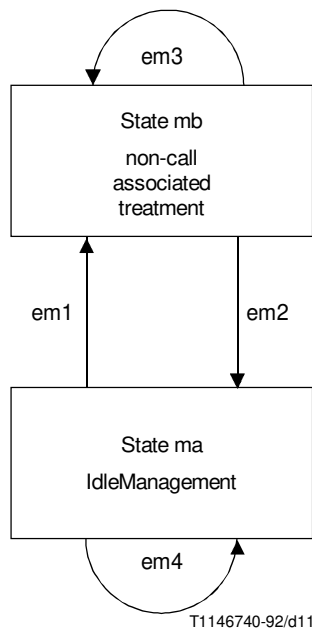 em3
State mb
non-call
associated
treatment
em1
em2
State ma
IdleManagement
em4
T1146740-92/d11